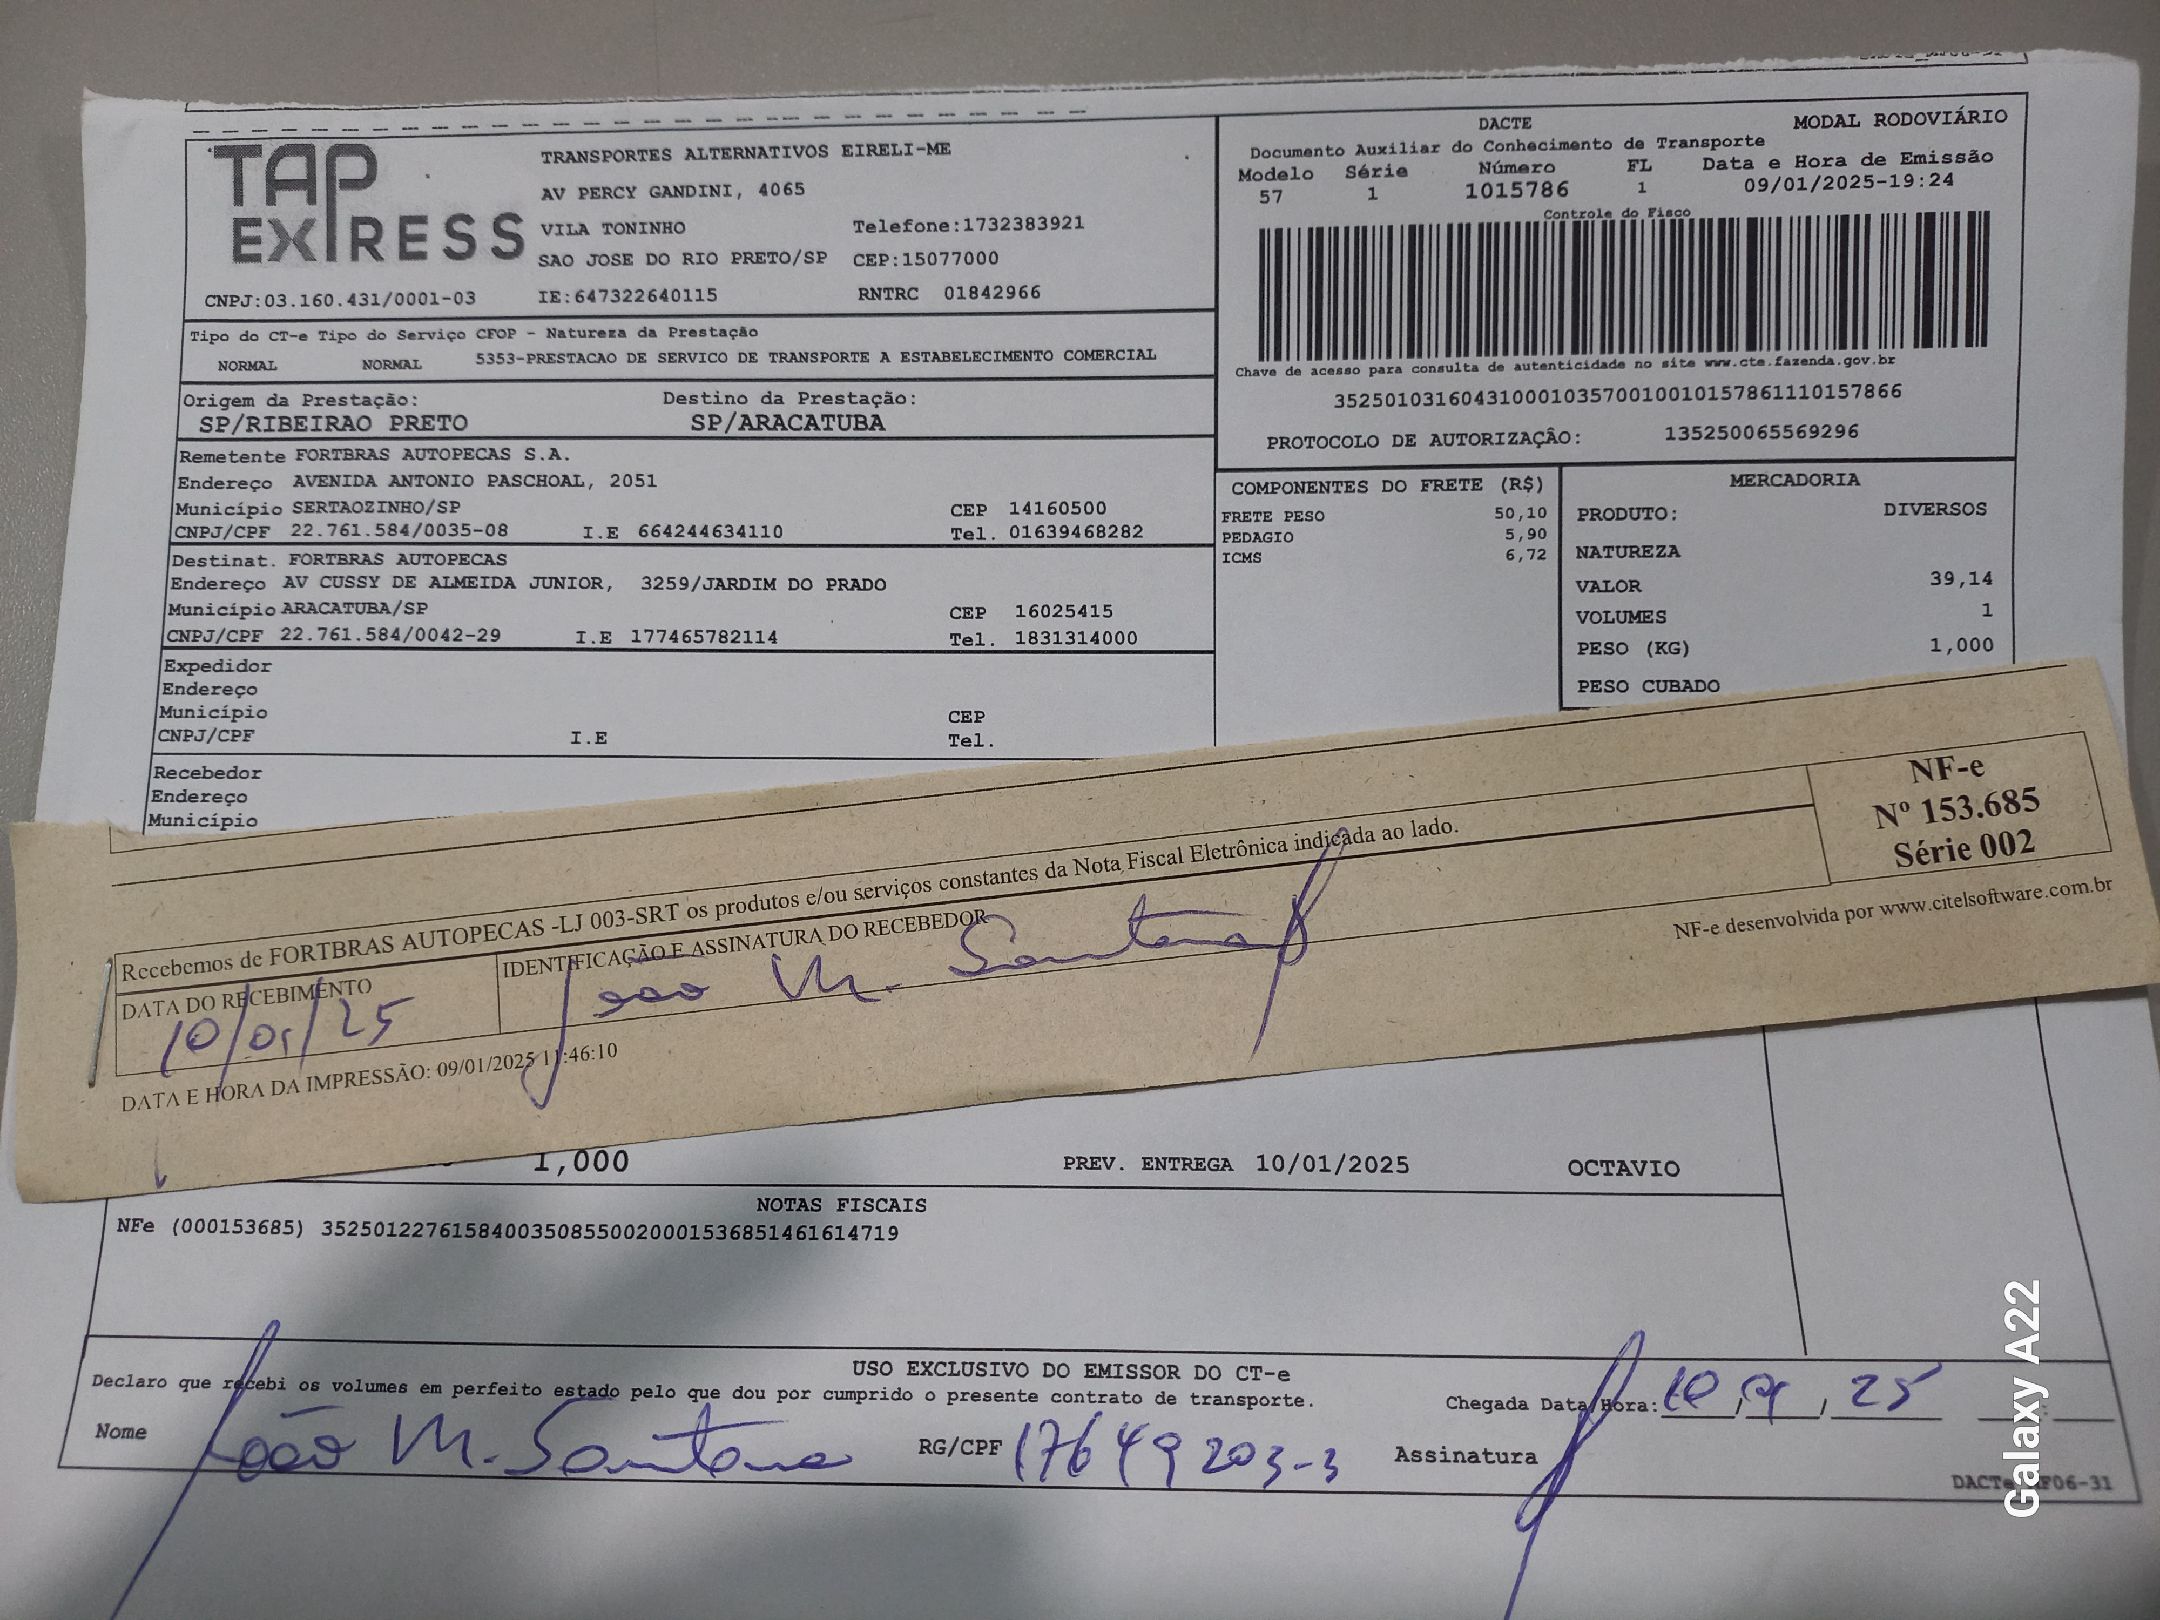 TAP EXPRESS
TRANSPORTES ALTERNATIVOS EIRELI-ME
AV PERCY GANDINI, 4065
VILA TONINHO Telefone:1732383921
SAO JOSE DO RIO PRETO/SP CEP:15077000
CNPJ:03.160.431/0001-03 IE:647322640115 RNTRC 01842966
DACTE MODAL RODOVIÁRIO
Documento Auxiliar do Conhecimento de Transporte
Modelo Série Número FL Data e Hora de Emissão
57 1 1015786 1 09/01/2025-19:24
Controle do Fisco
Chave de acesso para consulta de autenticidade no site www.cte.fazenda.gov.br
35250103160431000103570010010157861110157866
PROTOCOLO DE AUTORIZAÇÃO: 135250065569296
Tipo do CT-e Tipo do Serviço CFOP - Natureza da Prestação
NORMAL NORMAL 5353-PRESTACAO DE SERVICO DE TRANSPORTE A ESTABELECIMENTO COMERCIAL
Origem da Prestação: Destino da Prestação:
SP/RIBEIRAO PRETO SP/ARACATUBA
Remetente FORTBRAS AUTOPECAS S.A.
Endereço AVENIDA ANTONIO PASCHOAL, 2051
Município SERTAOZINHO/SP CEP 14160500
CNPJ/CPF 22.761.584/0035-08 I.E 664244634110 Tel. 01639468282
Destinat. FORTBRAS AUTOPECAS
Endereço AV CUSSY DE ALMEIDA JUNIOR, 3259/JARDIM DO PRADO
Município ARACATUBA/SP CEP 16025415
CNPJ/CPF 22.761.584/0042-29 I.E 177465782114 Tel. 1831314000
Expedidor
Endereço
Município CEP
CNPJ/CPF I.E Tel.
Recebedor
Endereço
Município
COMPONENTES DO FRETE (R$)
FRETE PESO 50,10
PEDAGIO 5,90
ICMS 6,72
MERCADORIA
PRODUTO: DIVERSOS
NATUREZA
VALOR 39,14
VOLUMES 1
PESO (KG) 1,000
PESO CUBADO
Recebemos de FORTBRAS AUTOPECAS -LJ 003-SRT os produtos e/ou serviços constantes da Nota Fiscal Eletrônica indicada ao lado.
NF-e
Nº 153.685
Série 002
DATA DO RECEBIMENTO IDENTIFICAÇÃO E ASSINATURA DO RECEBEDOR
10/01/25 João M. Santana
DATA E HORA DA IMPRESSÃO: 09/01/2025 11:46:10
NF-e desenvolvida por www.citelsoftware.com.br
1,000 PREV. ENTREGA 10/01/2025 OCTAVIO
NOTAS FISCAIS
NFe (000153685) 35250122761584003508550020001536851461614719
USO EXCLUSIVO DO EMISSOR DO CT-e
Declaro que recebi os volumes em perfeito estado pelo que dou por cumprido o presente contrato de transporte.
Chegada Data/Hora: 10/01/25
Nome João M. Santana RG/CPF 17649203-3 Assinatura
Galaxy A22